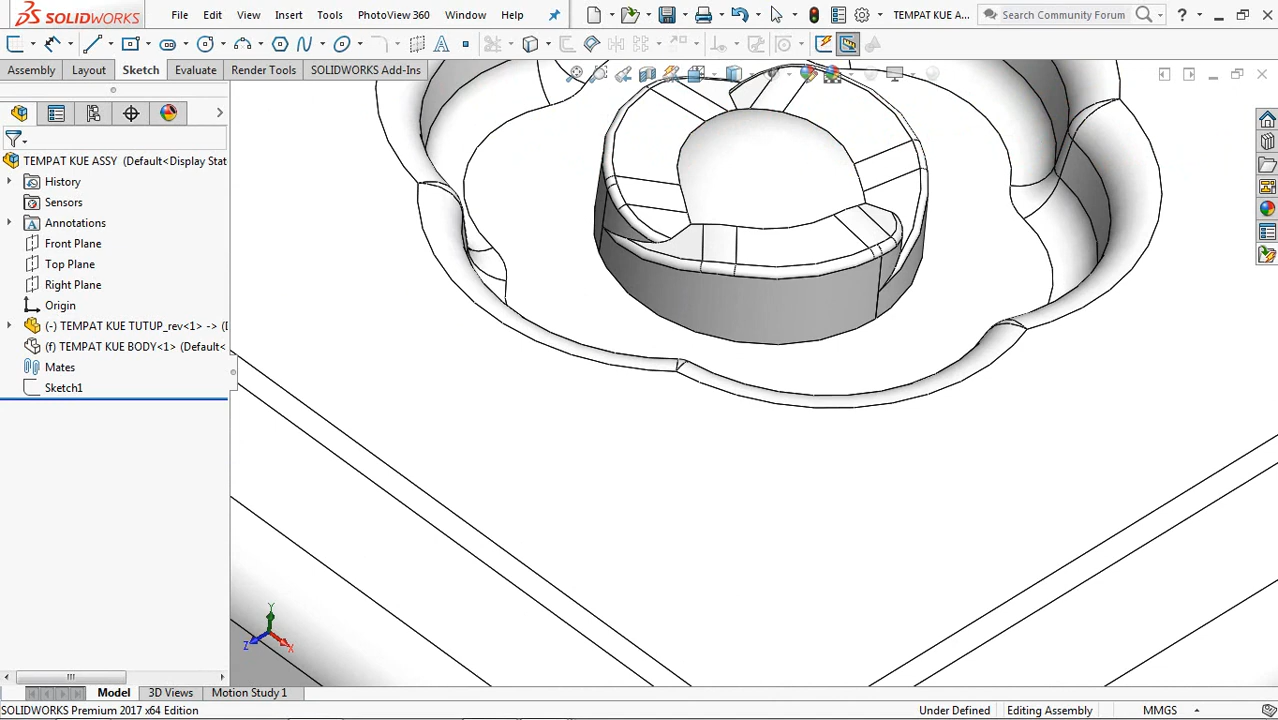 SOLIDWORKS File Edit View Insert Tools PhotoView 360 Window Help TEMPAT KUE A... Search Community Forum ?
Assembly Layout Sketch Evaluate Render Tools SOLIDWORKS Add-Ins
TEMPAT KUE ASSY (Default<Display Stat
History
Sensors
Annotations
Front Plane
Top Plane
Right Plane
Origin
(-) TEMPAT KUE TUTUP_rev<1> -> (I
(f) TEMPAT KUE BODY<1> (Default<
Mates
Sketch1
Y
Z
X
Model 3D Views Motion Study 1
SOLIDWORKS Premium 2017 x64 Edition Under Defined Editing Assembly MMGS